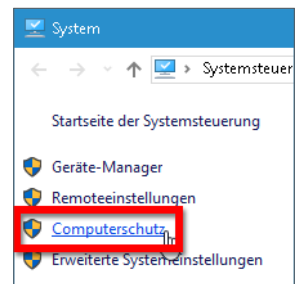 System
Systemsteuer
Startseite der Systemsteuerung
Geräte-Manager
Remoteeinstellungen
Computerschutz
Erweiterte Systemeinstellungen